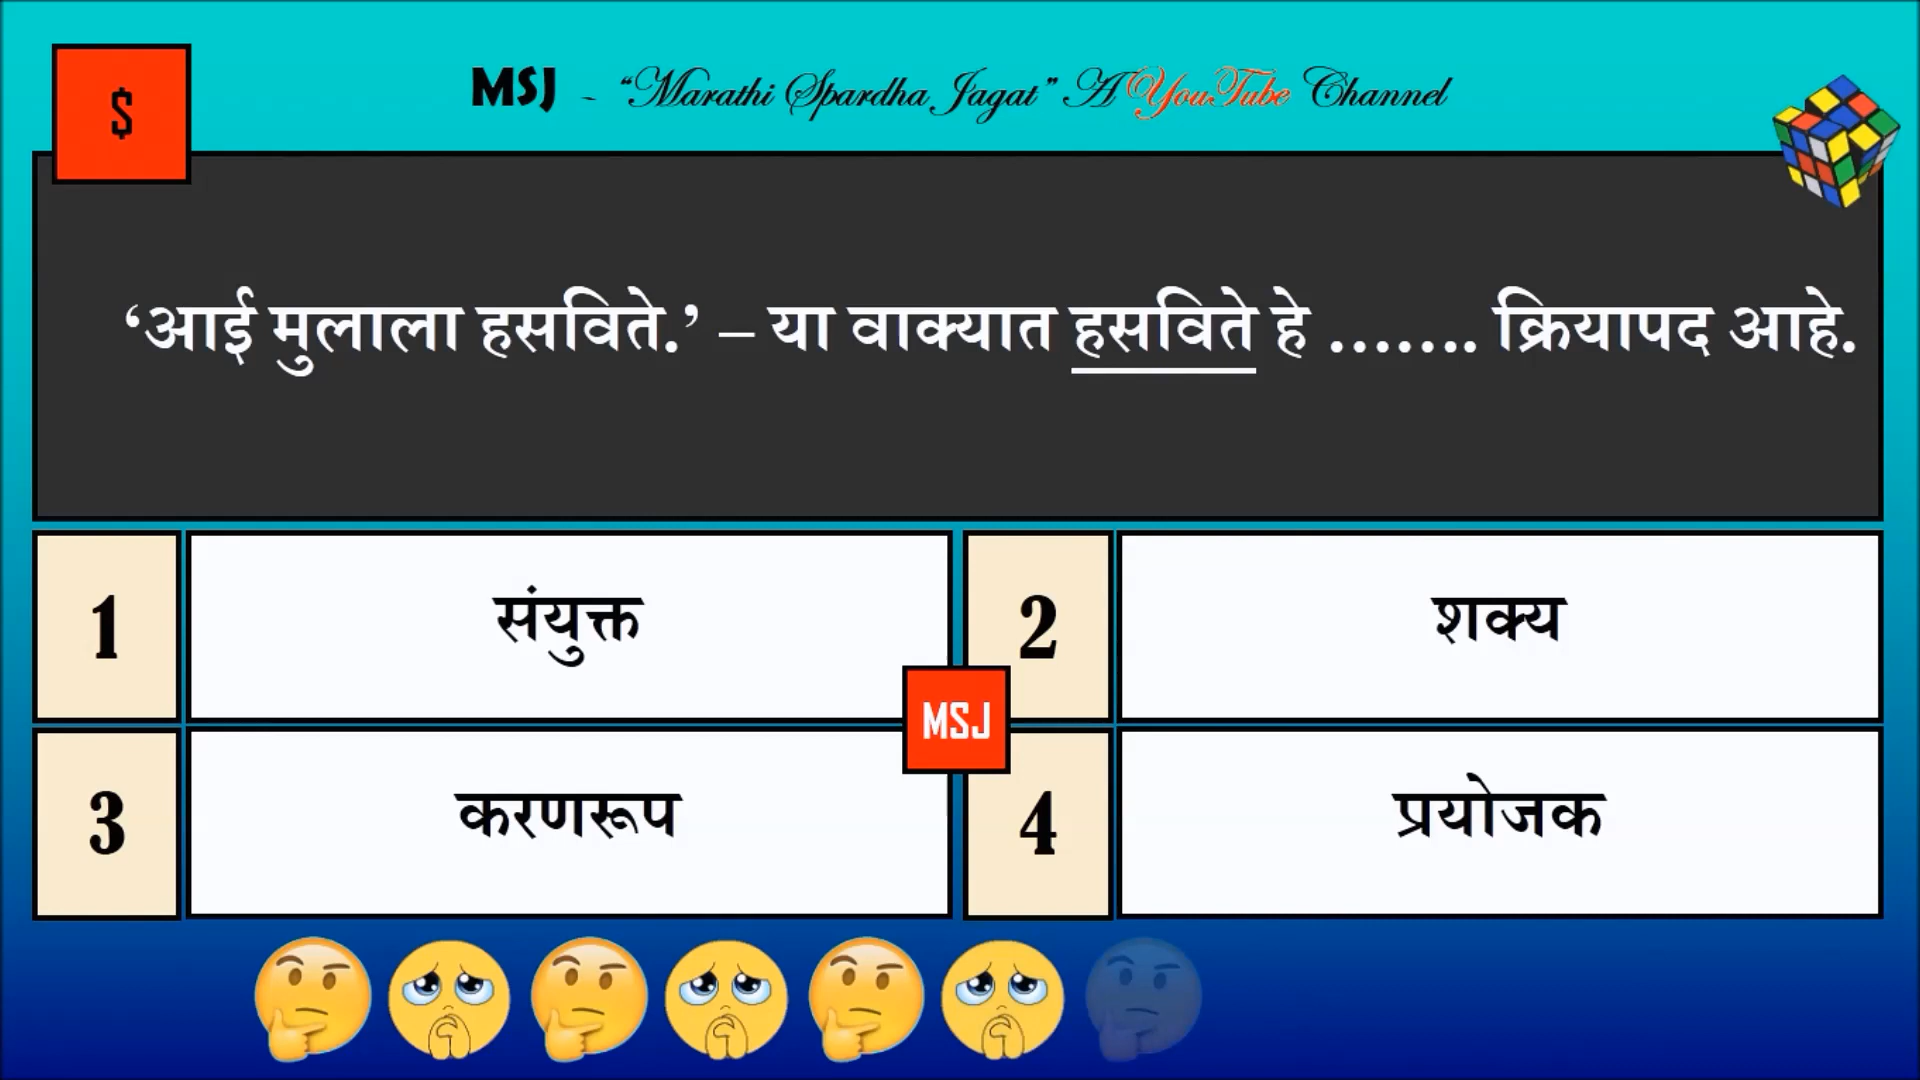 $
MSJ - “Marathi Spardha Jagat” A YouTube Channel
‘आई मुलाला हसविते.’ – या वाक्यात हसविते हे ……. क्रियापद आहे.
1 संयुक्त
2 शक्य
MSJ
3 करणरूप
4 प्रयोजक